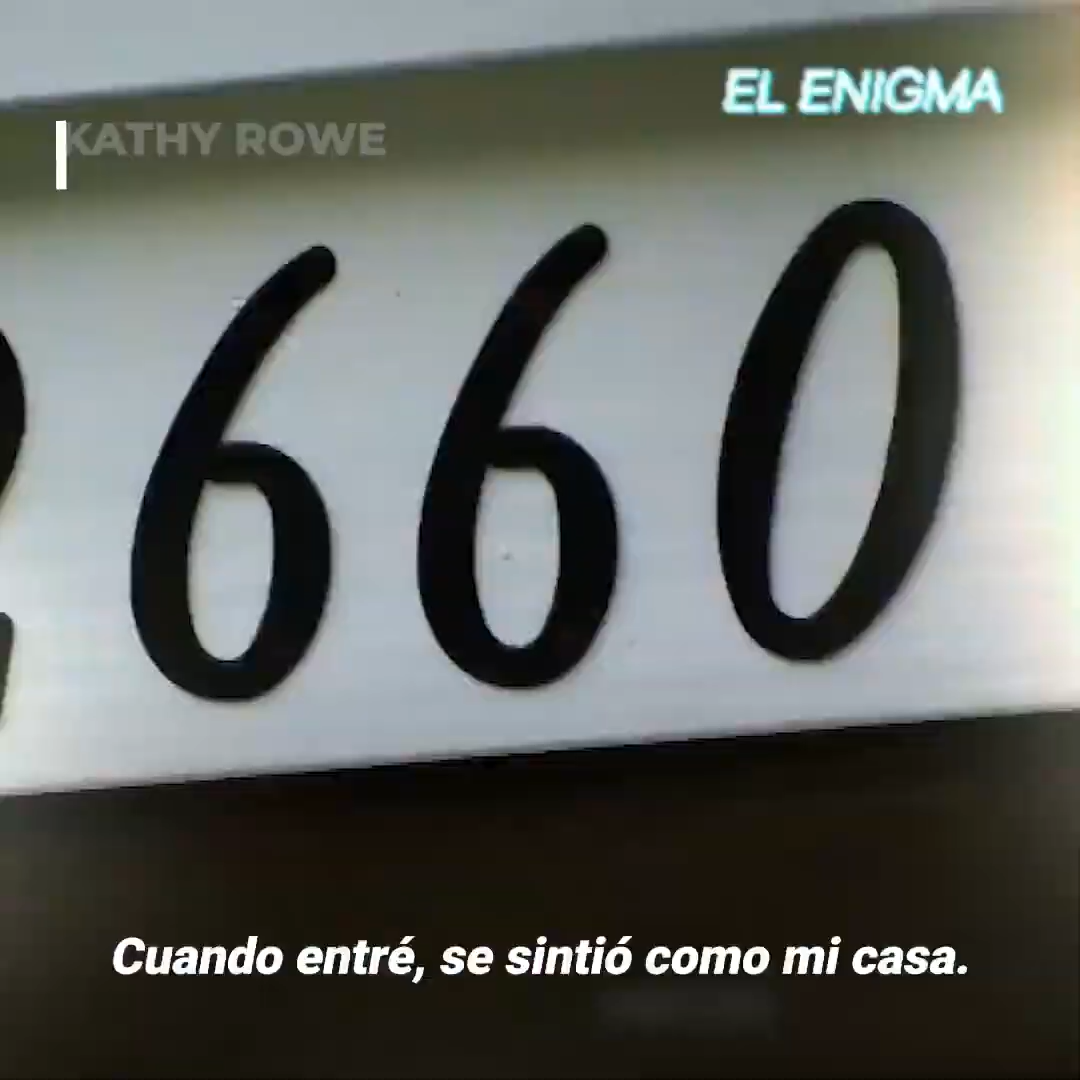 EL ENIGMA
KATHY ROWE
660
Cuando entré, se sintió como mi casa.